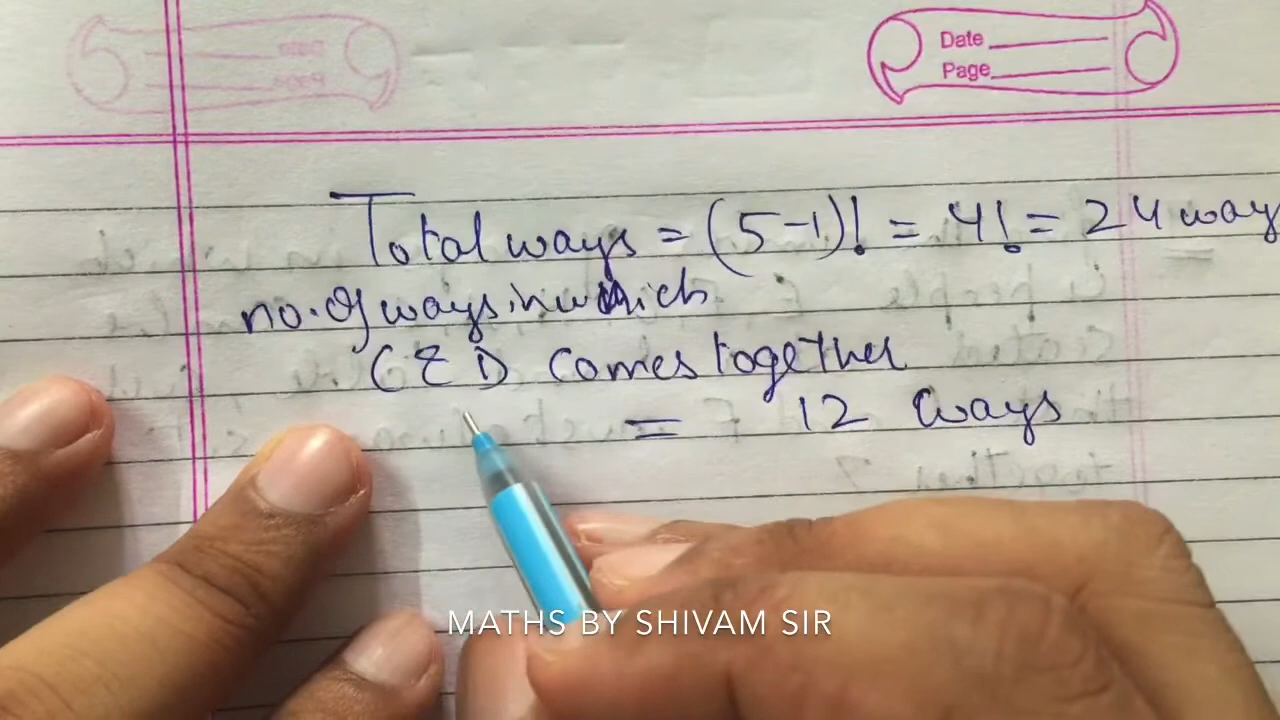 Date
Page
Total ways = (5-1)! = 4! = 24 way
no. of ways in which
C & D comes together
= 12 ways
MATHS BY SHIVAM SIR